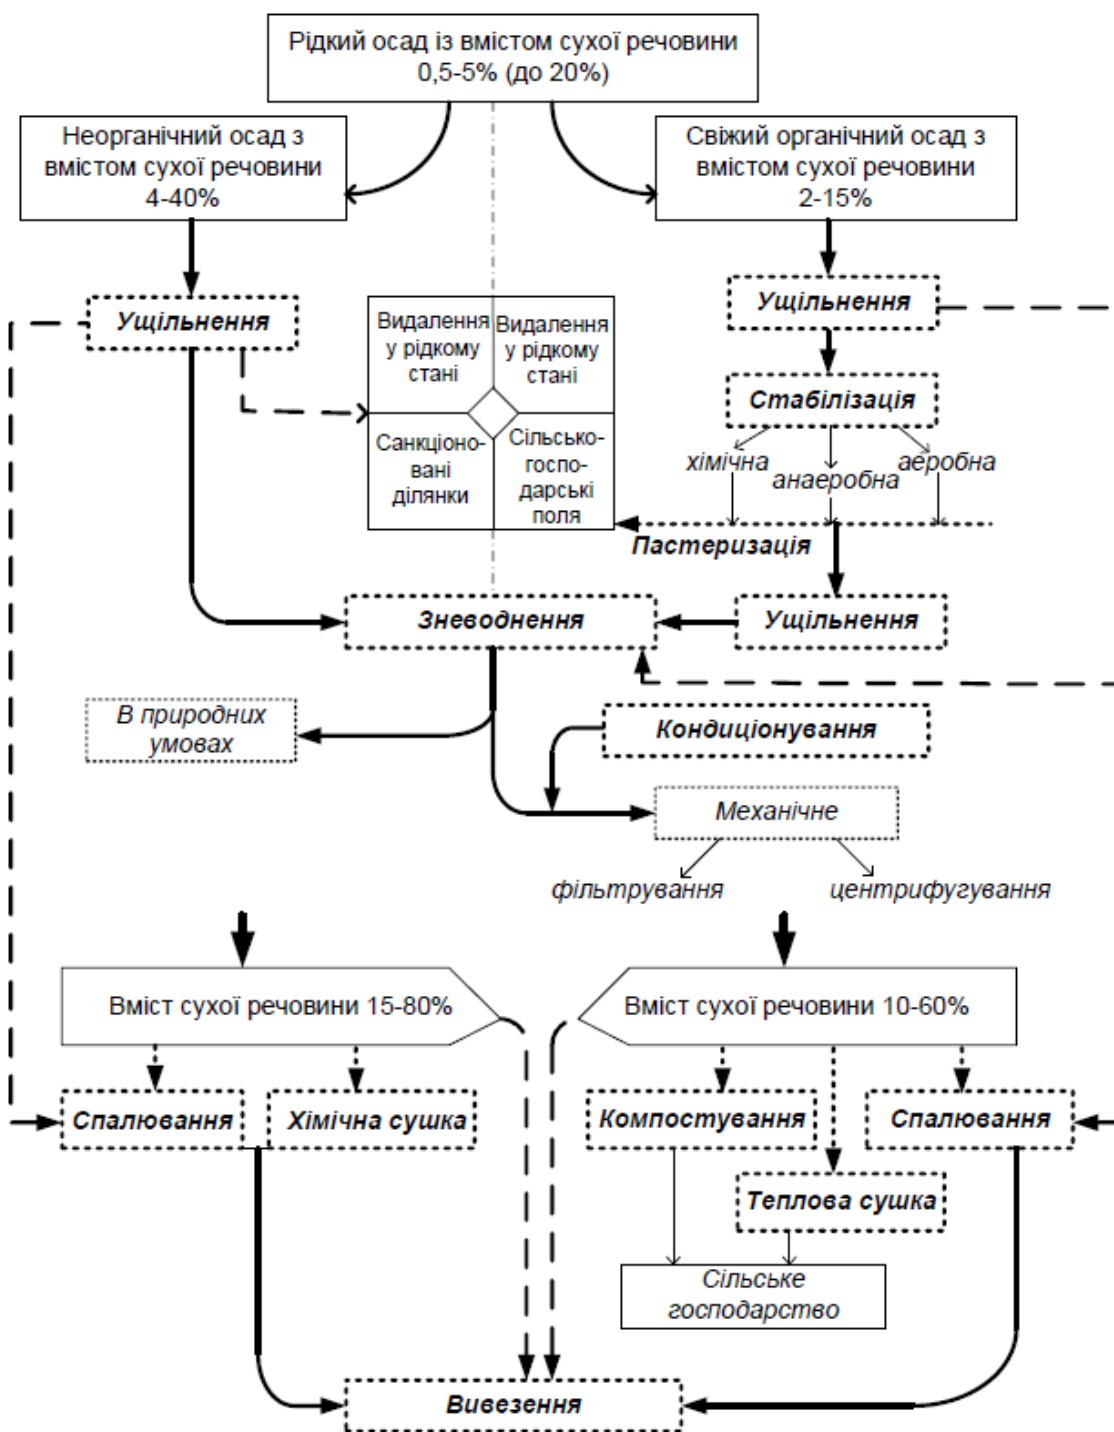 Рідкий осад із вмістом сухої речовини
0,5-5% (до 20%)
Неорганічний осад з
вмістом сухої речовини
4-40%
Свіжий органічний осад з
вмістом сухої речовини
2-15%
Ущільнення
Видалення
у рідкому
стані
Видалення
у рідкому
стані
Ущільнення
Стабілізація
Санкціоно-
вані
ділянки
Сільсько-
госпо-
дарські
поля
хімічна
анаеробна
аеробна
Пастеризація
Зневоднення
Ущільнення
В природних
умовах
Кондиціонування
Механічне
фільтрування
центрифугування
Вміст сухої речовини 15-80%
Вміст сухої речовини 10-60%
Спалювання
Хімічна сушка
Компостування
Спалювання
Теплова сушка
Сільське
господарство
Вивезення